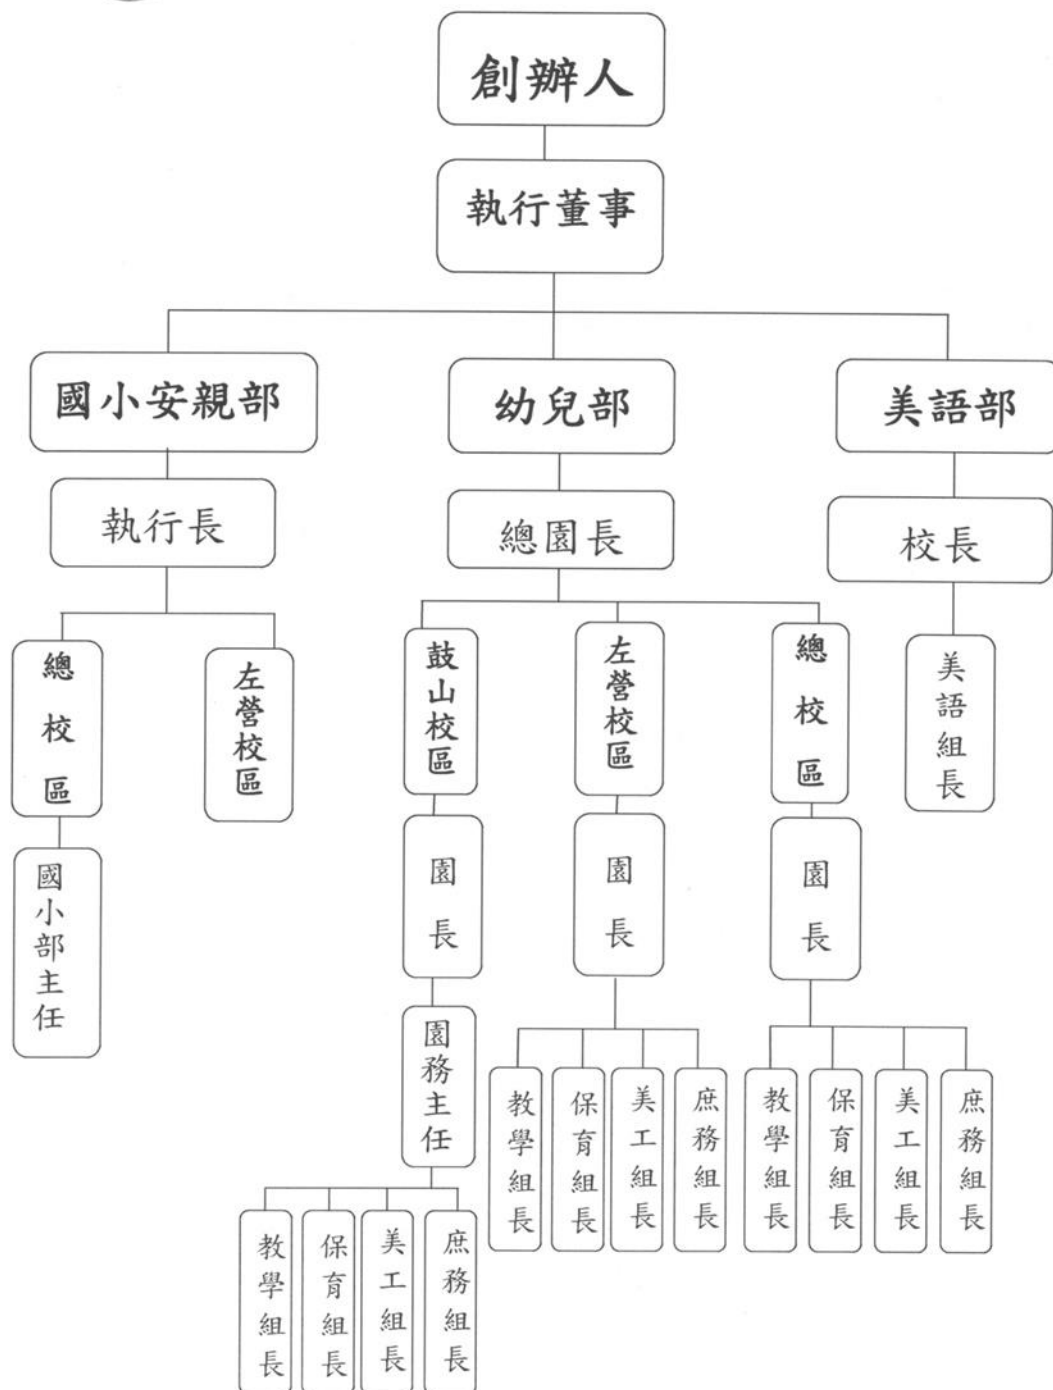 創辦人
執行董事
國小安親部
幼兒部
美語部
執行長
總園長
校長
總校區
左營校區
鼓山校區
左營校區
總校區
美語組長
國小部主任
園長
園長
園長
園務主任
教學組長
保育組長
美工組長
庶務組長
教學組長
保育組長
美工組長
庶務組長
教學組長
保育組長
美工組長
庶務組長